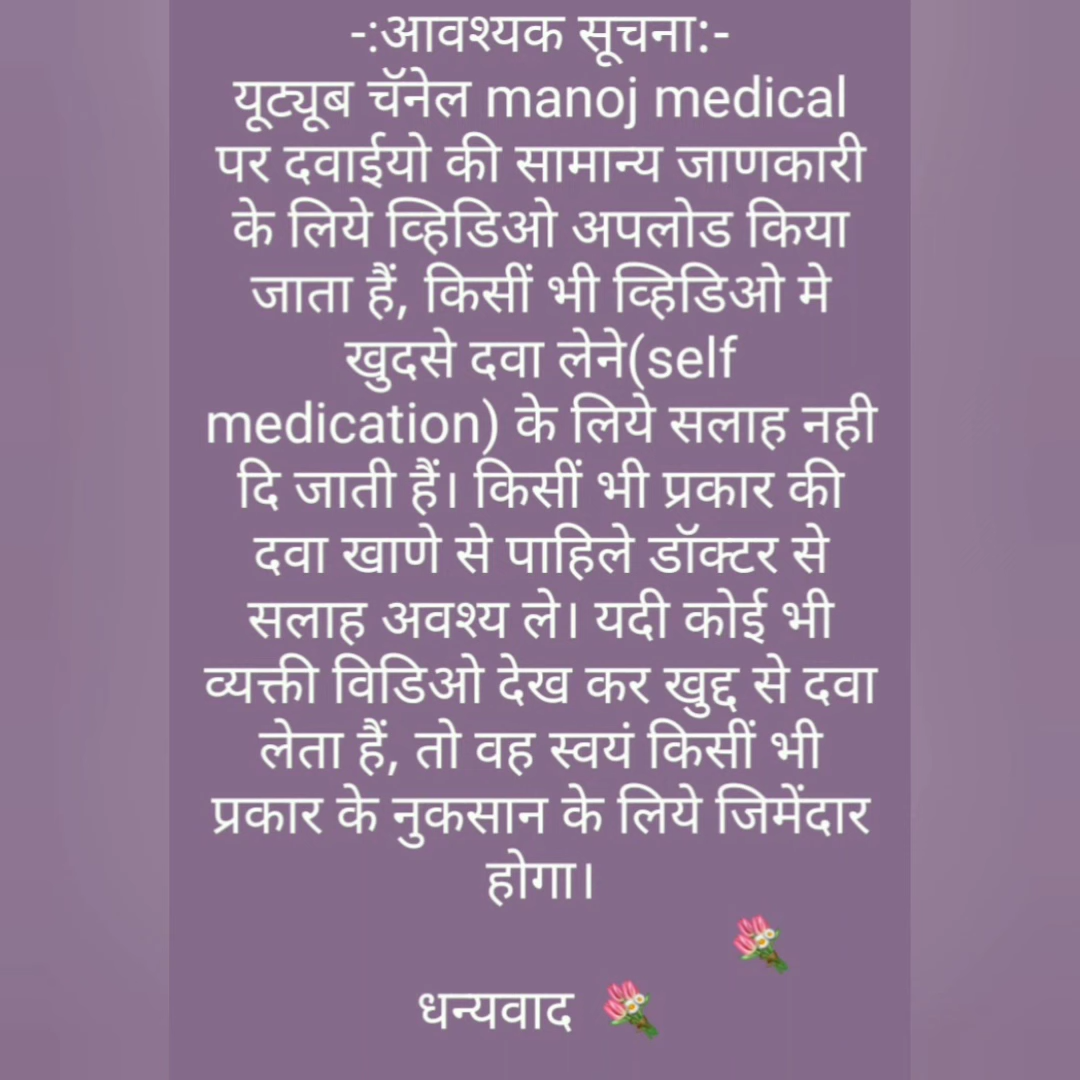 -:आवश्यक सूचना:-
यूट्यूब चॅनेल manoj medical
पर दवाईयो की सामान्य जाणकारी
के लिये व्हिडिओ अपलोड किया
जाता हैं, किसीं भी व्हिडिओ मे
खुदसे दवा लेने(self
medication) के लिये सलाह नही
दि जाती हैं। किसीं भी प्रकार की
दवा खाणे से पाहिले डॉक्टर से
सलाह अवश्य ले। यदी कोई भी
व्यक्ती विडिओ देख कर खुद्द से दवा
लेता हैं, तो वह स्वयं किसीं भी
प्रकार के नुकसान के लिये जिमेंदार
होगा।
💐
धन्यवाद 💐